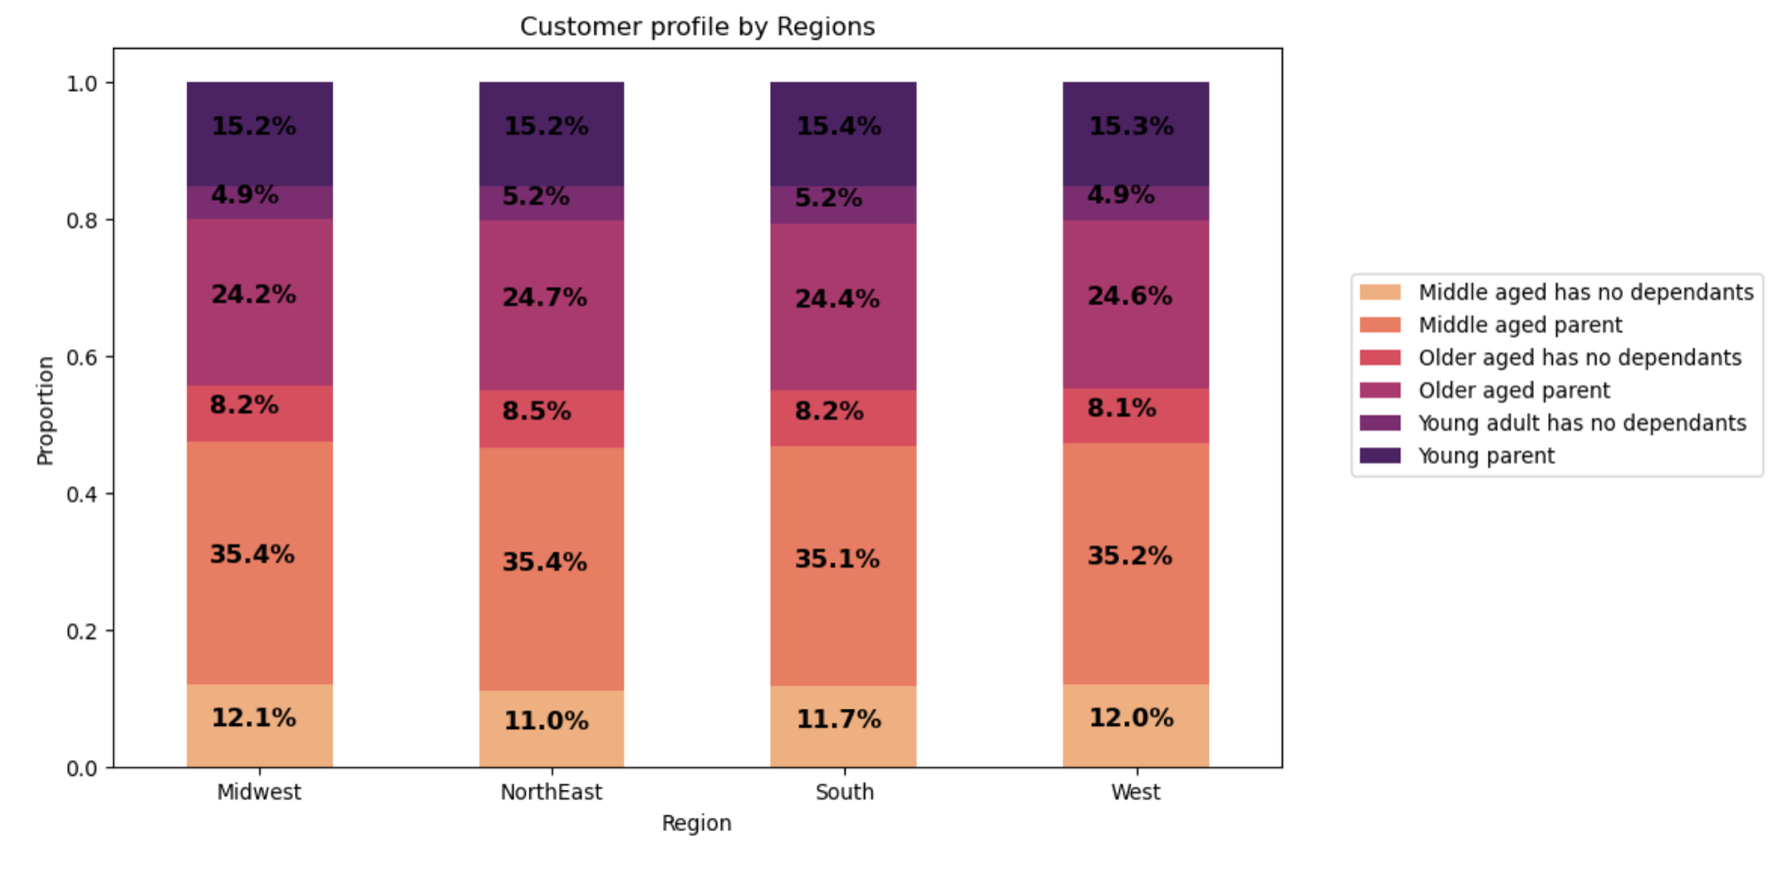 Customer profile by Regions
1.0
0.8
0.6
0.4
0.2
0.0
Proportion
15.2%
15.2%
15.4%
15.3%
4.9%
5.2%
5.2%
4.9%
24.2%
24.7%
24.4%
24.6%
8.2%
8.5%
8.2%
8.1%
35.4%
35.4%
35.1%
35.2%
12.1%
11.0%
11.7%
12.0%
Midwest
NorthEast
South
West
Region
Middle aged has no dependants
Middle aged parent
Older aged has no dependants
Older aged parent
Young adult has no dependants
Young parent